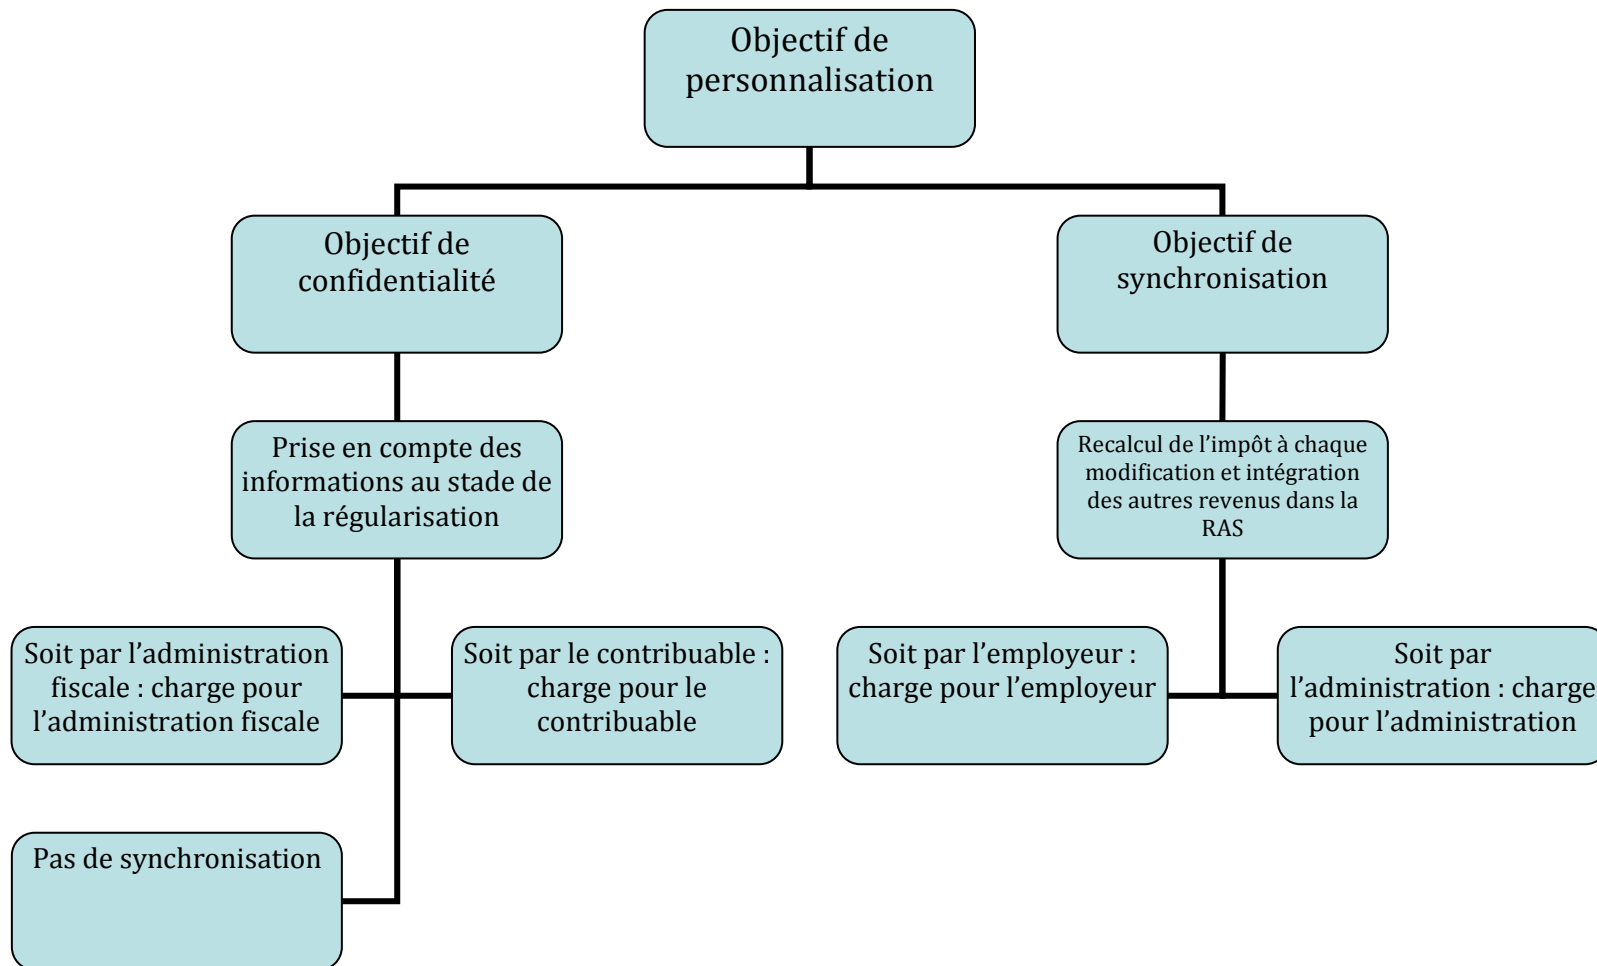 Objectif de
personnalisation
Objectif de
confidentialité
Objectif de
synchronisation
Prise en compte des
informations au stade de
la régularisation
Recalcul de l’impôt à chaque
modification et intégration
des autres revenus dans la
RAS
Soit par l’administration
fiscale : charge pour
l’administration fiscale
Soit par le contribuable :
charge pour le
contribuable
Soit par l’employeur :
charge pour l’employeur
Soit par
l’administration : charge
pour l’administration
Pas de synchronisation